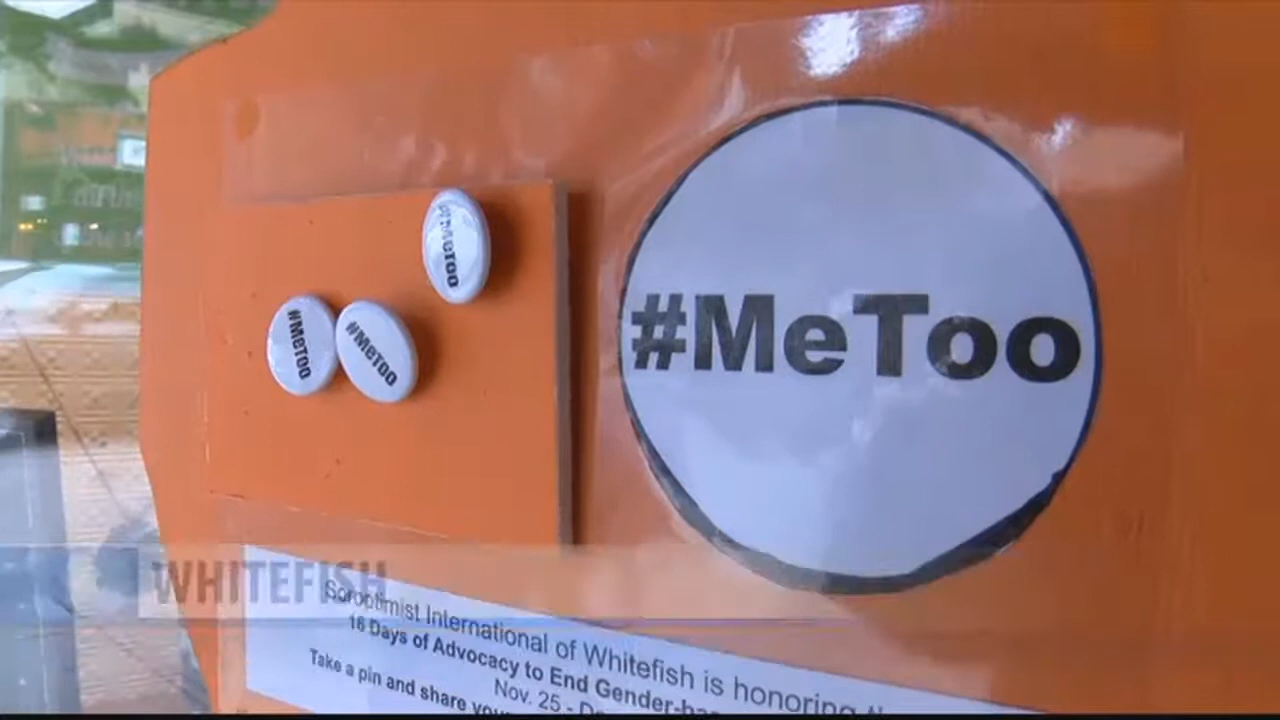 #MeToo
#MeToo
#MeToo
#MeToo
WHITEFISH
Soroptimist International of Whitefish is honoring
16 Days of Advocacy to End
Take a pin and share
Nov. 25 -